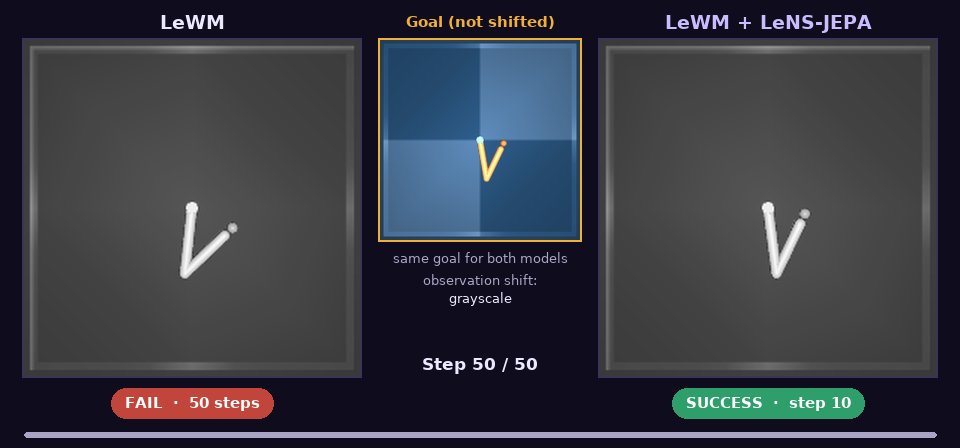 LeWM
Goal (not shifted)
LeWM + LeNS-JEPA
same goal for both models
observation shift:
grayscale
Step 50 / 50
FAIL · 50 steps
SUCCESS · step 10